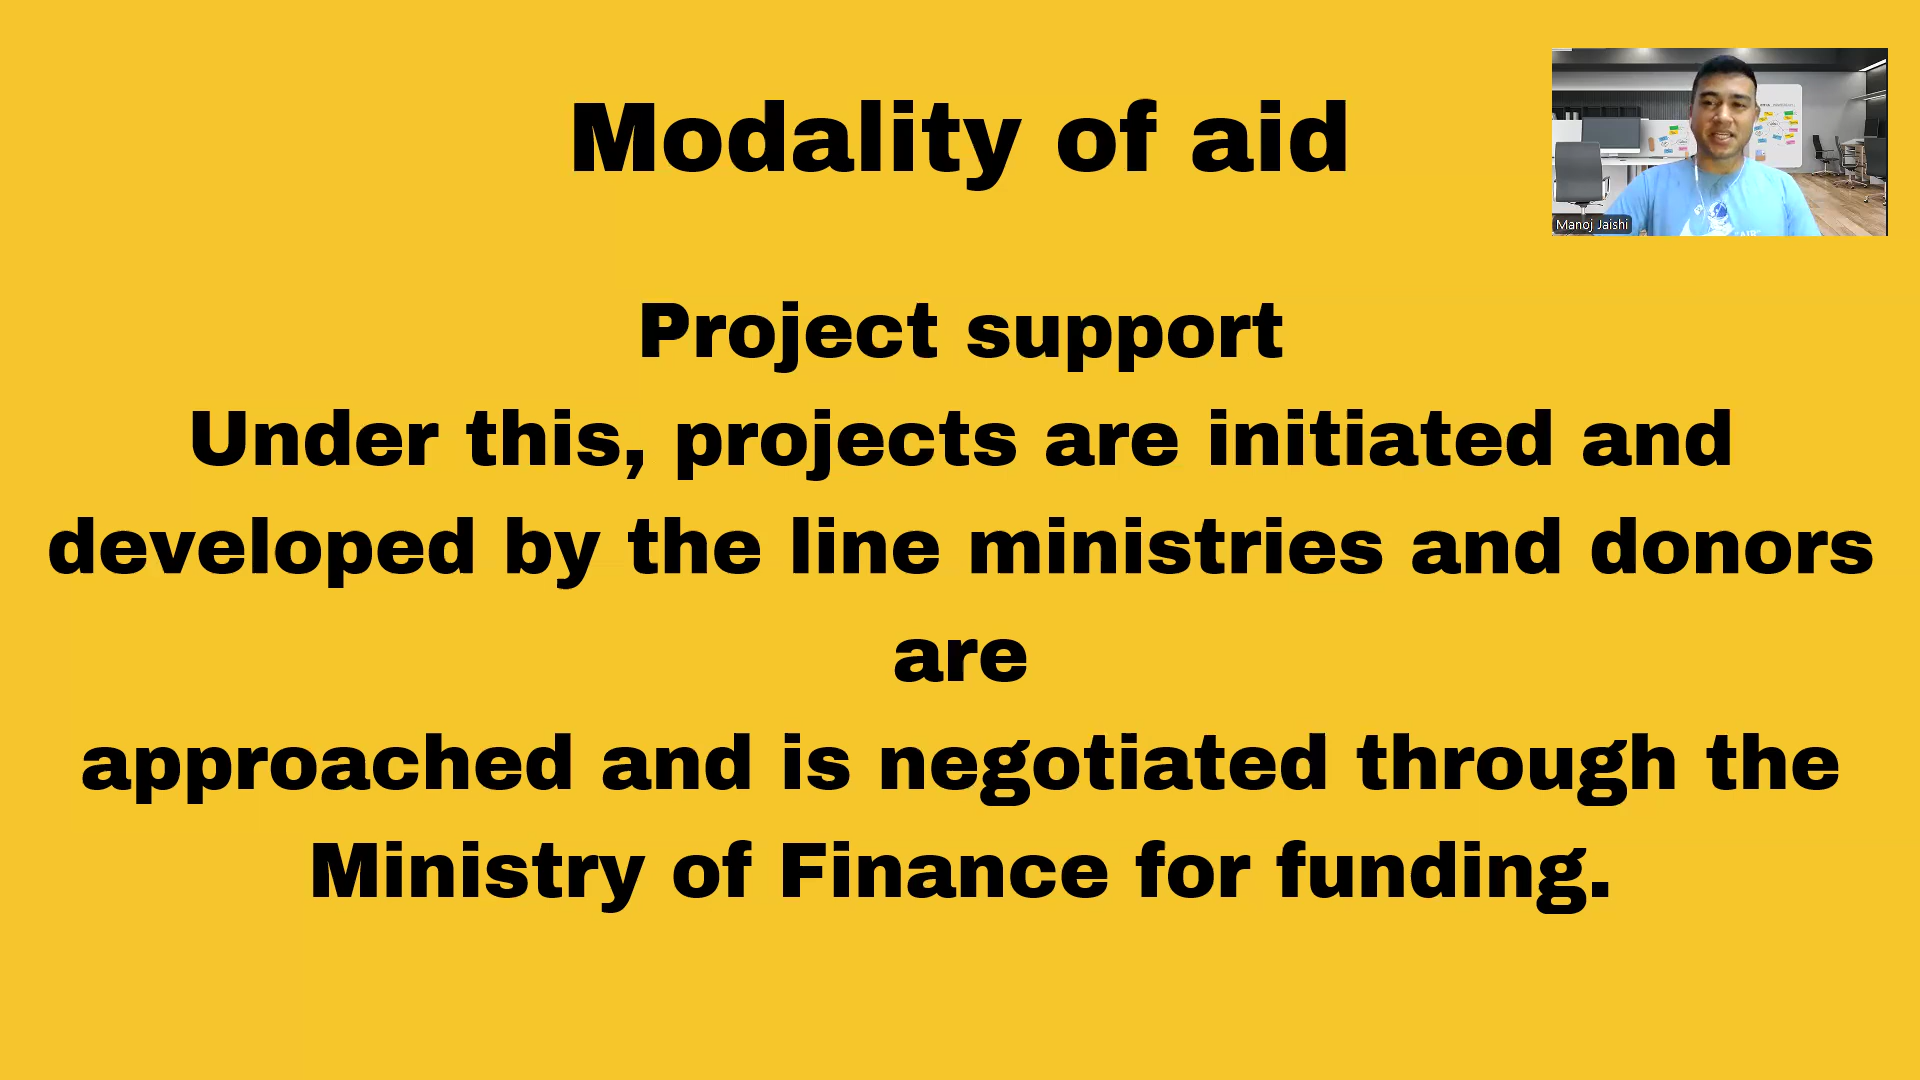 Modality of aid
Manoj Jaishi
Project support
Under this, projects are initiated and
developed by the line ministries and donors
are
approached and is negotiated through the
Ministry of Finance for funding.